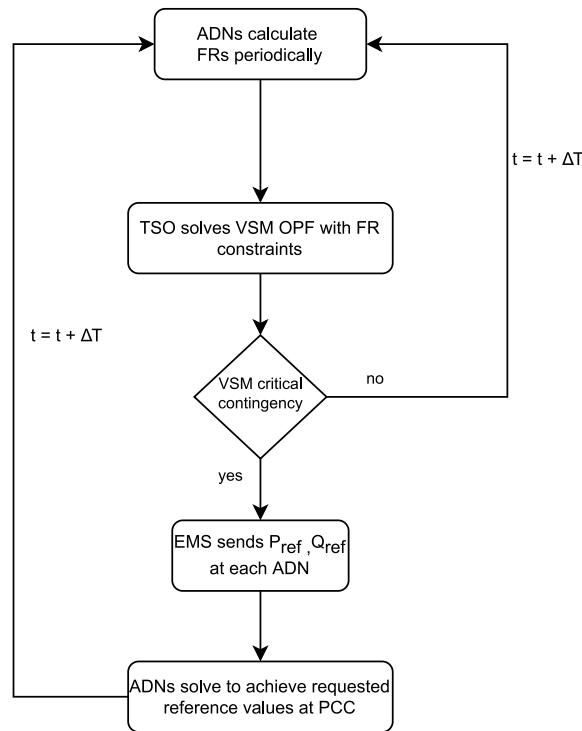 ADNs calculate
FRs periodically
t = t + ΔT
TSO solves VSM OPF with FR
constraints
t = t + ΔT
VSM critical
contingency
no
yes
EMS sends Pref ,Qref
at each ADN
ADNs solve to achieve requested
reference values at PCC